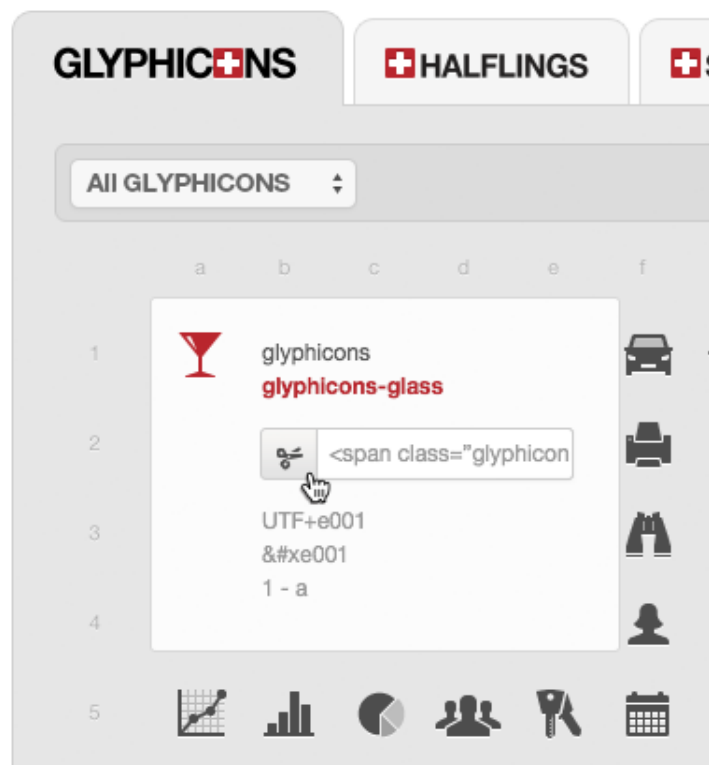 GLYPHICONS
HALFLINGS
All GLYPHICONS
a b c d e f
1
glyphicons
glyphicons-glass
2
<span class="glyphicon
3
UTF+e001
&#xe001
1 - a
4
5